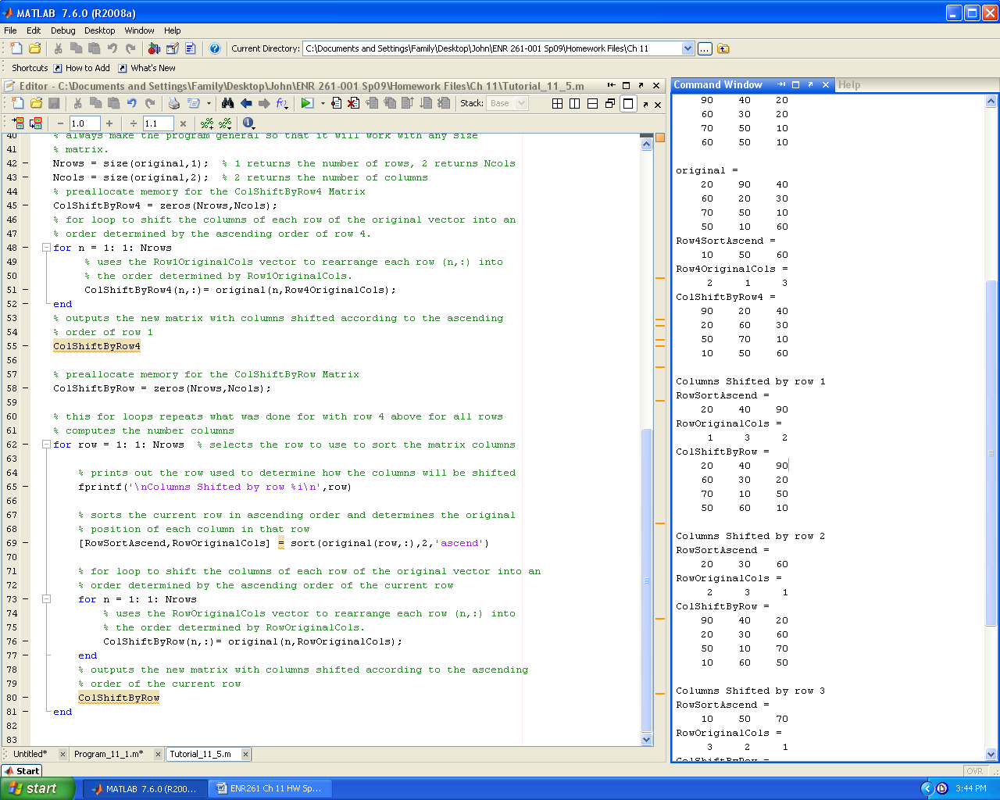 MATLAB 7.6.0 (R2008a)
File Edit Debug Desktop Window Help
Current Directory: C:\Documents and Settings\Family\Desktop\John\ENR 261-001 Sp09\Homework Files\Ch 11 ...
Shortcuts How to Add What's New
Editor - C:\Documents and Settings\Family\Desktop\John\ENR 261-001 Sp09\Homework Files\Ch 11\Tutorial_11_5.m
Stack: Base
− 1.0 + ÷ 1.1 ×
40 % always make the program general so that it will work with any size
41 % matrix.
42 – Nrows = size(original,1); % 1 returns the number of rows, 2 returns Ncols
43 – Ncols = size(original,2); % 2 returns the number of columns
44 % preallocate memory for the ColShiftByRow4 Matrix
45 – ColShiftByRow4 = zeros(Nrows,Ncols);
46 % for loop to shift the columns of each row of the original vector into an
47 % order determined by the ascending order of row 4.
48 – for n = 1: 1: Nrows
49 % uses the Row1OriginalCols vector to rearrange each row (n,:) into
50 % the order determined by Row1OriginalCols.
51 – ColShiftByRow4(n,:)= original(n,Row4OriginalCols);
52 – end
53 % outputs the new matrix with columns shifted according to the ascending
54 % order of row 1
55 – ColShiftByRow4
56
57 % preallocate memory for the ColShiftByRow Matrix
58 – ColShiftByRow = zeros(Nrows,Ncols);
59
60 % this for loops repeats what was done for with row 4 above for all rows
61 % computes the number columns
62 – for row = 1: 1: Nrows % selects the row to use to sort the matrix columns
63
64 % prints out the row used to determine how the columns will be shifted
65 – fprintf('\nColumns Shifted by row %i\n',row)
66
67 % sorts the current row in ascending order and determines the original
68 % position of each column in that row
69 – [RowSortAscend,RowOriginalCols] = sort(original(row,:),2,'ascend')
70
71 % for loop to shift the columns of each row of the original vector into an
72 % order determined by the ascending order of the current row
73 – for n = 1: 1: Nrows
74 % uses the RowOriginalCols vector to rearrange each row (n,:) into
75 % the order determined by RowOriginalCols.
76 – ColShiftByRow(n,:)= original(n,RowOriginalCols);
77 – end
78 % outputs the new matrix with columns shifted according to the ascending
79 % order of the current row
80 – ColShiftByRow
81 – end
82
83
Untitled* × Program_11_1.m* × Tutorial_11_5.m ×
Command Window Help
90 40 20
60 30 20
70 50 10
60 50 10
original =
20 90 40
60 20 30
70 50 10
50 10 60
Row4SortAscend =
10 50 60
Row4OriginalCols =
2 1 3
ColShiftByRow4 =
90 20 40
20 60 30
50 70 10
10 50 60
Columns Shifted by row 1
RowSortAscend =
20 40 90
RowOriginalCols =
1 3 2
ColShiftByRow =
20 40 90
60 30 20
70 10 50
50 60 10
Columns Shifted by row 2
RowSortAscend =
20 30 60
RowOriginalCols =
2 3 1
ColShiftByRow =
90 40 20
20 30 60
50 10 70
10 60 50
Columns Shifted by row 3
RowSortAscend =
10 50 70
RowOriginalCols =
3 2 1
ColShiftByRow =
Start OVR
start MATLAB 7.6.0 (R200... ENR261 Ch 11 HW Sp... 3:44 PM